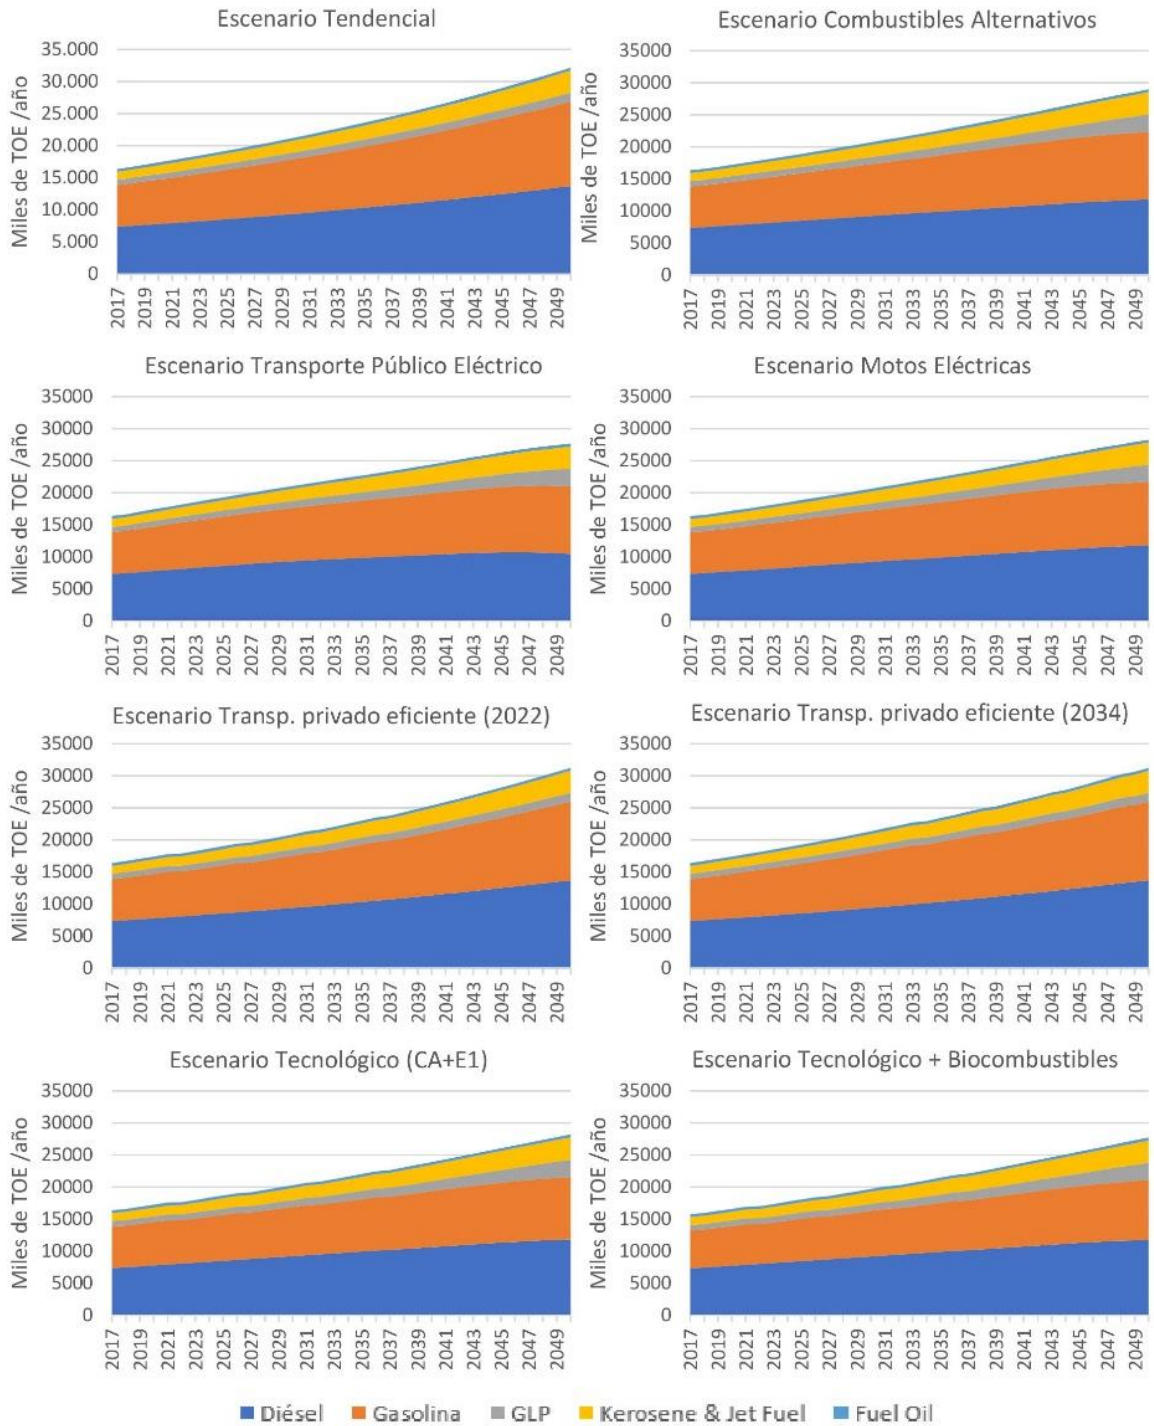 Escenario Tendencial
Miles de TOE /año
35.000
30.000
25.000
20.000
15.000
10.000
5.000
0
2017 2019 2021 2023 2025 2027 2029 2031 2033 2035 2037 2039 2041 2043 2045 2047 2049
Escenario Combustibles Alternativos
Miles de TOE /año
35000
30000
25000
20000
15000
10000
5000
0
2017 2019 2021 2023 2025 2027 2029 2031 2033 2035 2037 2039 2041 2043 2045 2047 2049
Escenario Transporte Público Eléctrico
Miles de TOE /año
35000
30000
25000
20000
15000
10000
5000
0
2017 2019 2021 2023 2025 2027 2029 2031 2033 2035 2037 2039 2041 2043 2045 2047 2049
Escenario Motos Eléctricas
Miles de TOE /año
35000
30000
25000
20000
15000
10000
5000
0
2017 2019 2021 2023 2025 2027 2029 2031 2033 2035 2037 2039 2041 2043 2045 2047 2049
Escenario Transp. privado eficiente (2022)
Miles de TOE /año
35000
30000
25000
20000
15000
10000
5000
0
2017 2019 2021 2023 2025 2027 2029 2031 2033 2035 2037 2039 2041 2043 2045 2047 2049
Escenario Transp. privado eficiente (2034)
Miles de TOE /año
35000
30000
25000
20000
15000
10000
5000
0
2017 2019 2021 2023 2025 2027 2029 2031 2033 2035 2037 2039 2041 2043 2045 2047 2049
Escenario Tecnológico (CA+E1)
Miles de TOE /año
35000
30000
25000
20000
15000
10000
5000
0
2017 2019 2021 2023 2025 2027 2029 2031 2033 2035 2037 2039 2041 2043 2045 2047 2049
Escenario Tecnológico + Biocombustibles
Miles de TOE /año
35000
30000
25000
20000
15000
10000
5000
0
2017 2019 2021 2023 2025 2027 2029 2031 2033 2035 2037 2039 2041 2043 2045 2047 2049
Diésel Gasolina GLP Kerosene & Jet Fuel Fuel Oil